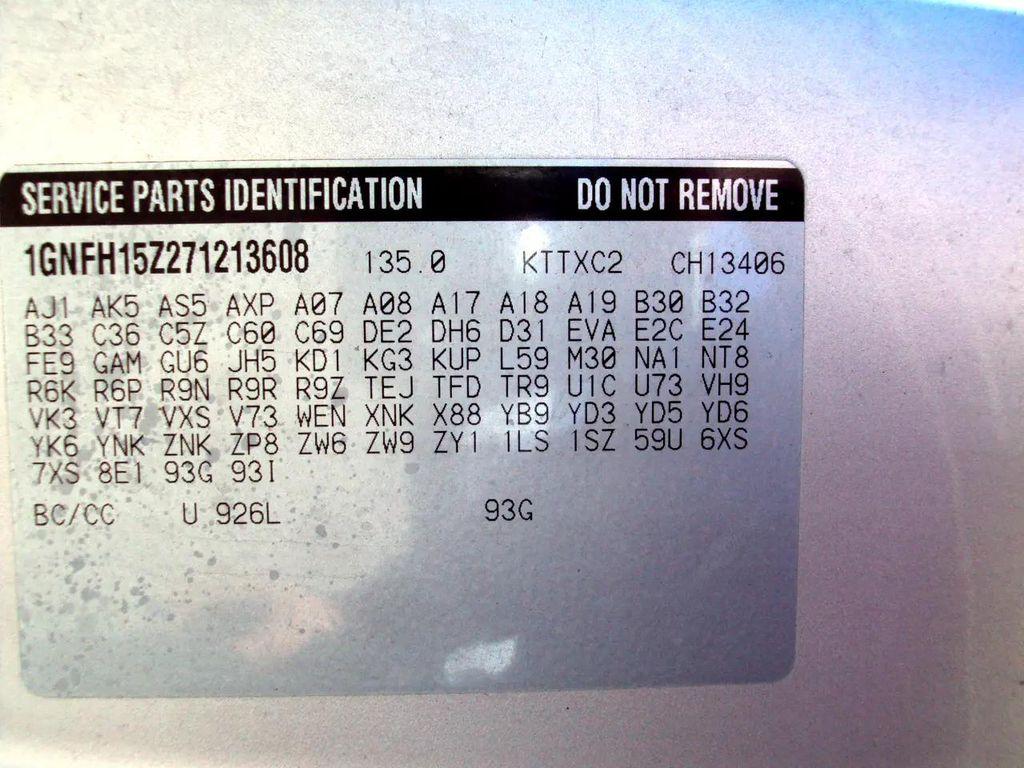 SERVICE PARTS IDENTIFICATION DO NOT REMOVE
1GNFH15Z271213608 135.0 KTTXC2 CH13406
AJ1 AK5 AS5 AXP A07 A08 A17 A18 A19 B30 B32
B33 C36 C5Z C60 C69 DE2 DH6 D31 EVA E2C E24
FE9 GAM GU6 JH5 KD1 KG3 KUP L59 M30 NA1 NT8
R6K R6P R9N R9R R9Z TEJ TFD TR9 U1C U73 VH9
VK3 VT7 VXS V73 WEN XNK X88 YB9 YD3 YD5 YD6
YK6 YNK ZNK ZP8 ZW6 ZW9 ZY1 1LS 1SZ 59U 6XS
7XS 8E1 93G 93I
BC/CC U 926L 93G